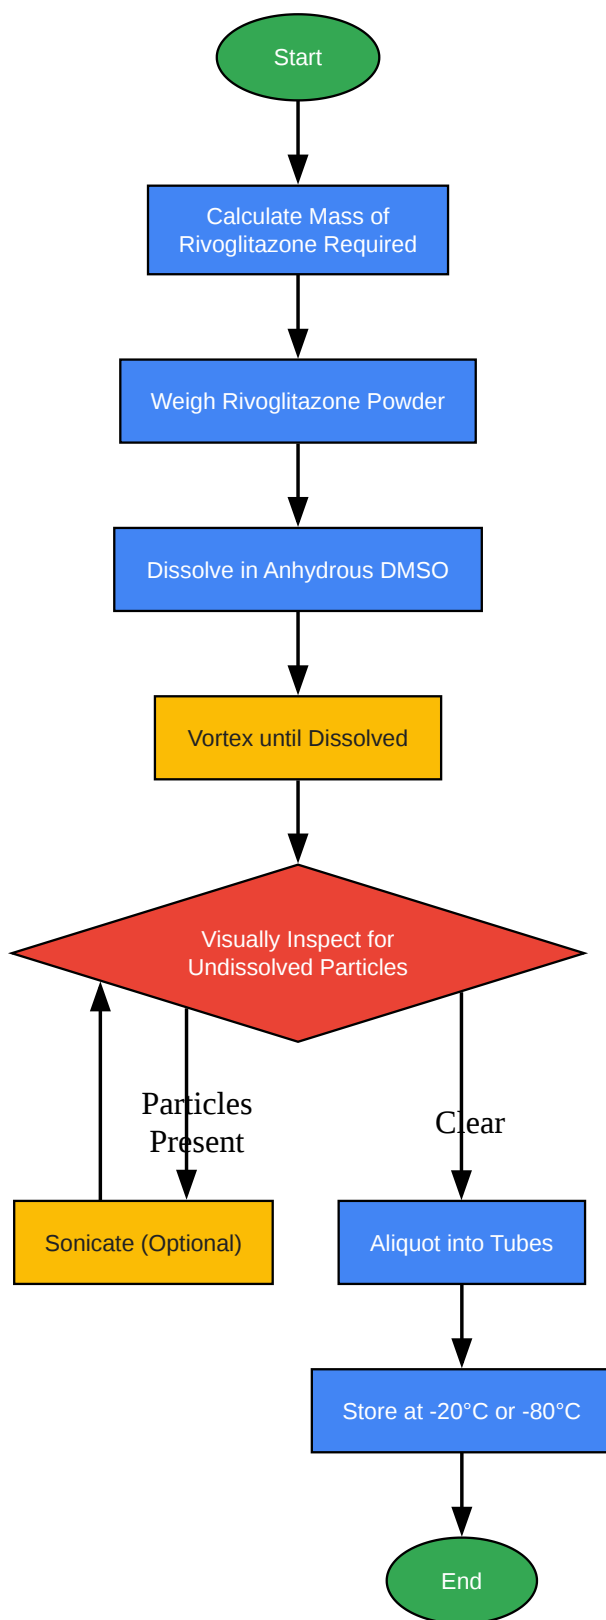 Start
Calculate Mass of
Rivoglitazone Required
Weigh Rivoglitazone Powder
Dissolve in Anhydrous DMSO
Vortex until Dissolved
Visually Inspect for
Undissolved Particles
Particles
Present
Clear
Sonicate (Optional)
Aliquot into Tubes
Store at -20°C or -80°C
End